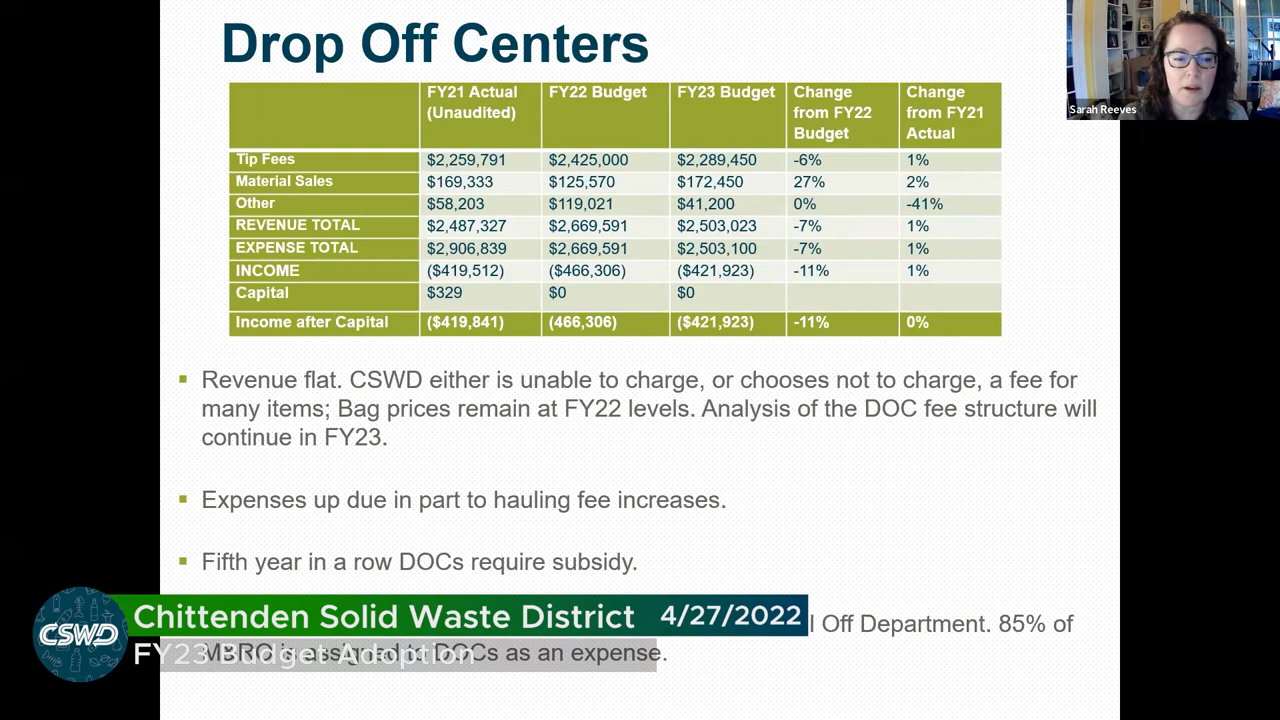 Drop Off Centers
Sarah Reeves
FY21 Actual (Unaudited) FY22 Budget FY23 Budget Change from FY22 Budget Change from FY21 Actual
Tip Fees $2,259,791 $2,425,000 $2,289,450 -6% 1%
Material Sales $169,333 $125,570 $172,450 27% 2%
Other $58,203 $119,021 $41,200 0% -41%
REVENUE TOTAL $2,487,327 $2,669,591 $2,503,023 -7% 1%
EXPENSE TOTAL $2,906,839 $2,669,591 $2,503,100 -7% 1%
INCOME ($419,512) ($466,306) ($421,923) -11% 1%
Capital $329 $0 $0
Income after Capital ($419,841) (466,306) ($421,923) -11% 0%
Revenue flat. CSWD either is unable to charge, or chooses not to charge, a fee for
many items; Bag prices remain at FY22 levels. Analysis of the DOC fee structure will
continue in FY23.
Expenses up due in part to hauling fee increases.
Fifth year in a row DOCs require subsidy.
Off Department. 85% of
is assigned to DOCs as an expense.
CSWD
Chittenden Solid Waste District 4/27/2022
FY23 Budget Adoption